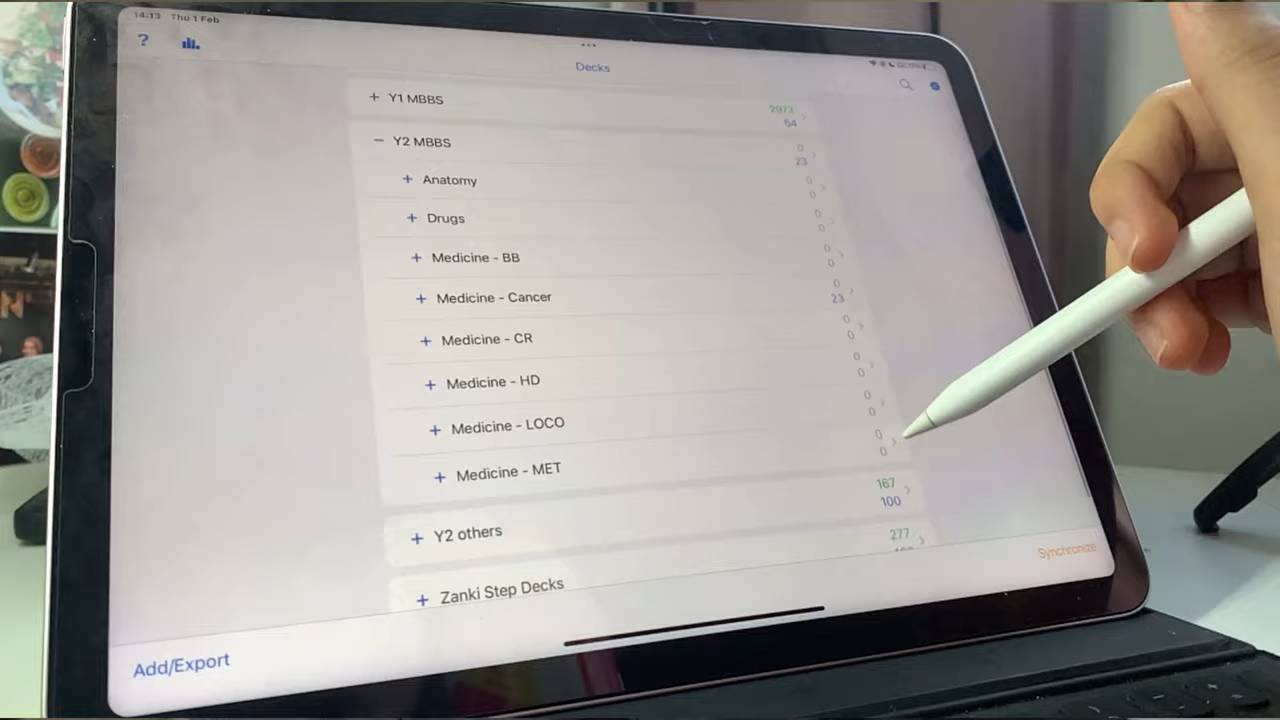 14:13 Thu 1 Feb
?
Decks
+ Y1 MBBS 2973
54
− Y2 MBBS 0
23
+ Anatomy 0
0
+ Drugs 0
0
+ Medicine - BB 0
0
+ Medicine - Cancer 0
23
+ Medicine - CR 0
0
+ Medicine - HD 0
0
+ Medicine - LOCO 0
0
+ Medicine - MET 0
0
+ Y2 others 167
100
+ Zanki Step Decks 277
Synchronize
Add/Export